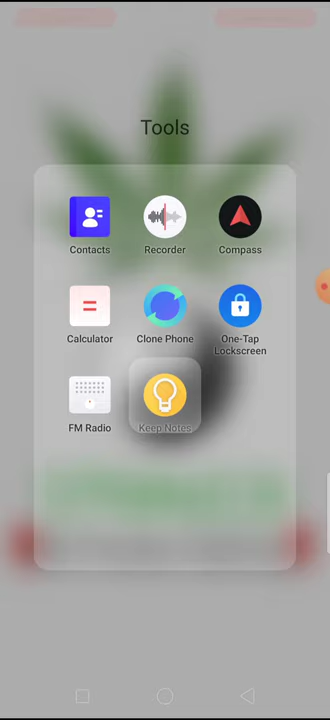 Tools
Contacts
Recorder
Compass
Calculator
Clone Phone
One-Tap
Lockscreen
FM Radio
Keep Notes